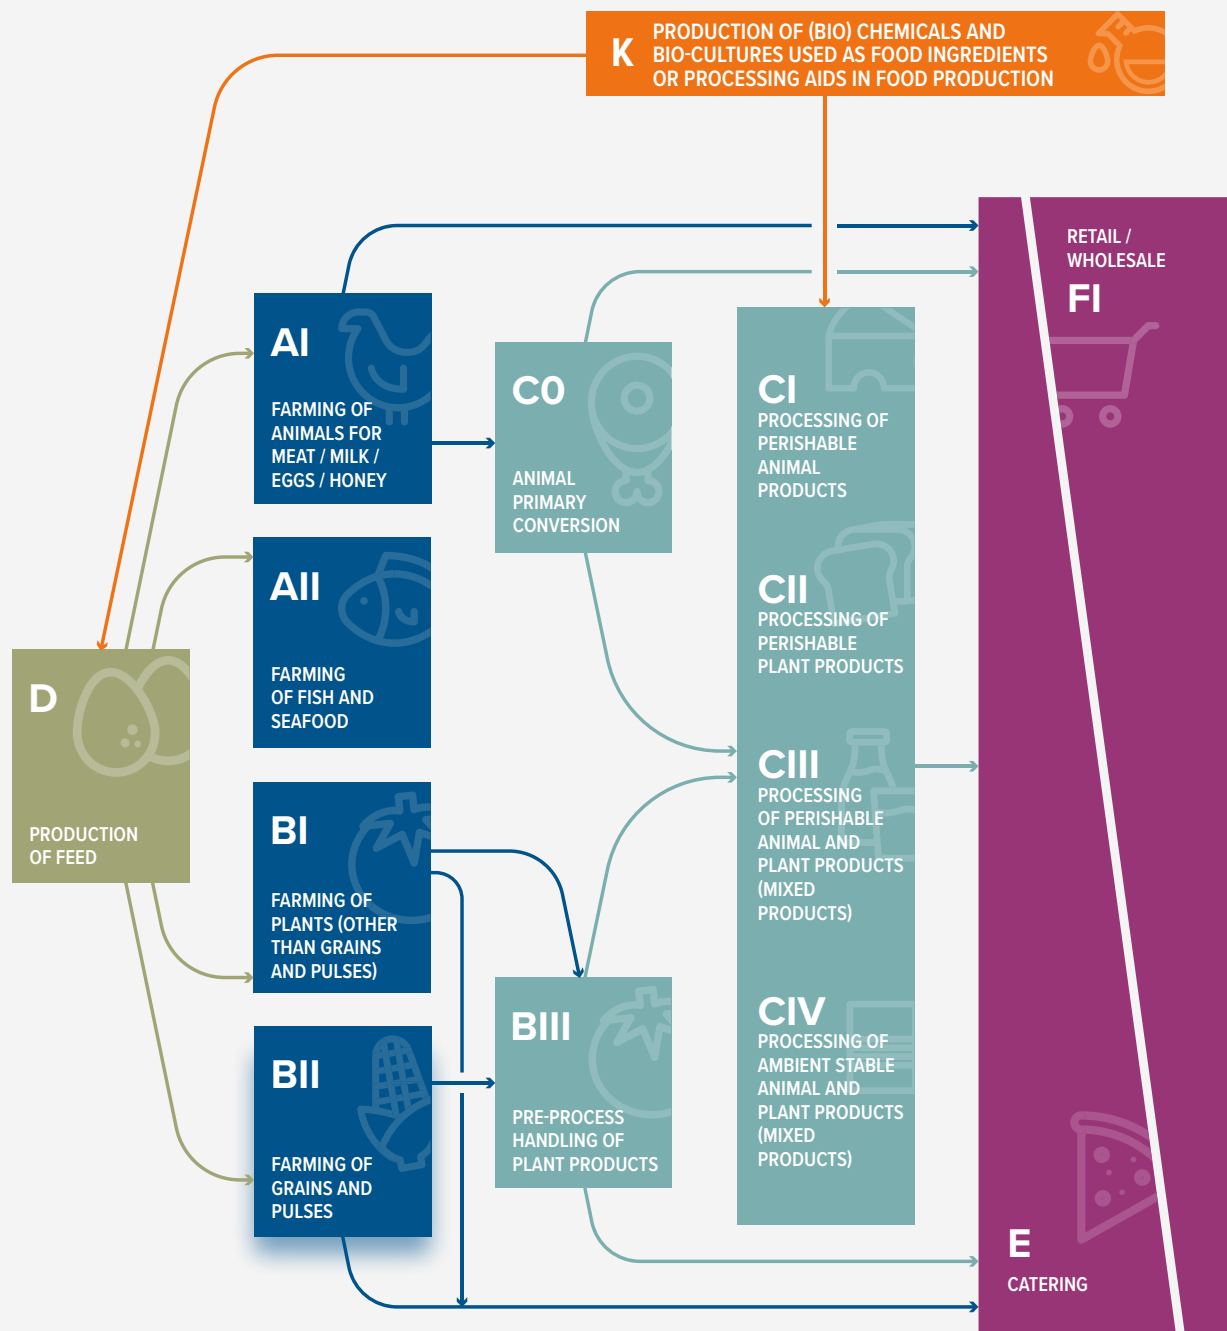 K
PRODUCTION OF (BIO) CHEMICALS AND
BIO-CULTURES USED AS FOOD INGREDIENTS
OR PROCESSING AIDS IN FOOD PRODUCTION
RETAIL /
WHOLESALE
FI
AI
FARMING OF
ANIMALS FOR
MEAT / MILK /
EGGS / HONEY
C0
ANIMAL
PRIMARY
CONVERSION
CI
PROCESSING OF
PERISHABLE
ANIMAL
PRODUCTS
AII
FARMING
OF FISH AND
SEAFOOD
CII
PROCESSING OF
PERISHABLE
PLANT PRODUCTS
D
PRODUCTION
OF FEED
BI
FARMING OF
PLANTS (OTHER
THAN GRAINS
AND PULSES)
CIII
PROCESSING
OF PERISHABLE
ANIMAL AND
PLANT PRODUCTS
(MIXED
PRODUCTS)
BII
FARMING OF
GRAINS AND
PULSES
BIII
PRE-PROCESS
HANDLING OF
PLANT PRODUCTS
CIV
PROCESSING OF
AMBIENT STABLE
ANIMAL AND
PLANT PRODUCTS
(MIXED
PRODUCTS)
E
CATERING